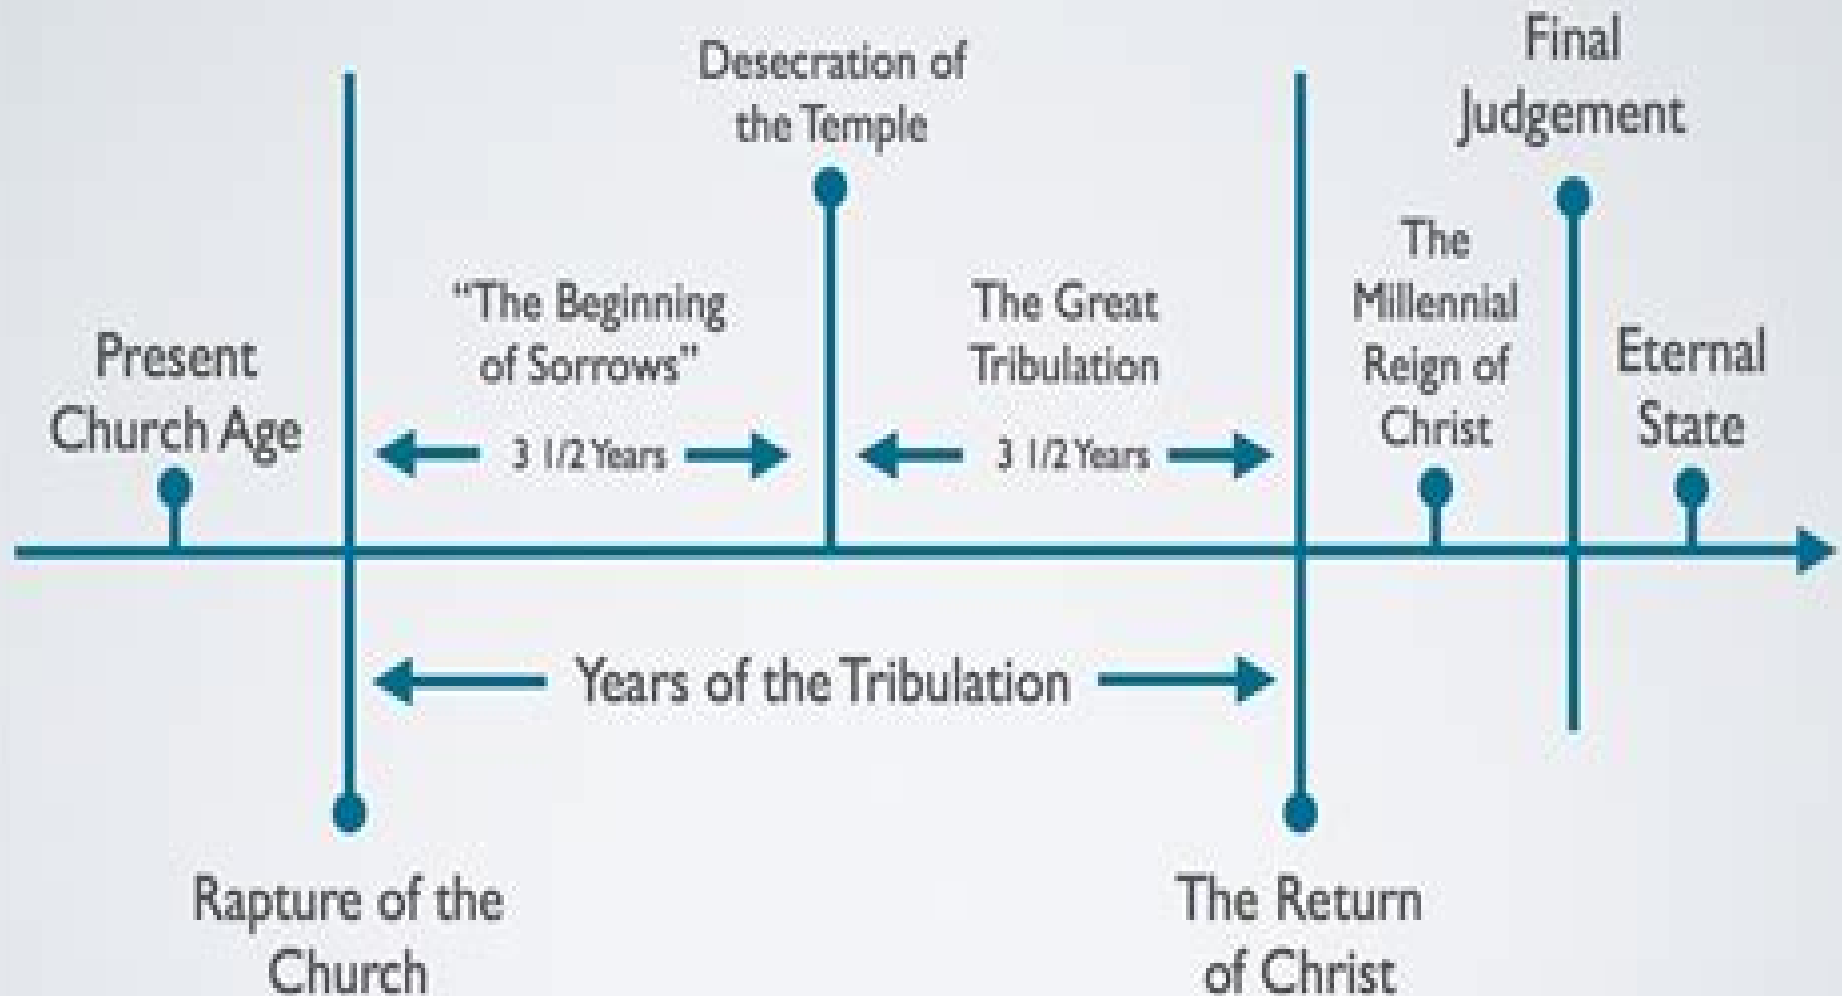 Present
Church Age
"The Beginning
of Sorrows"
3 1/2 Years
Desecration of
the Temple
The Great
Tribulation
3 1/2 Years
The
Millennial
Reign of
Christ
Final
Judgement
Eternal
State
Years of the Tribulation
Rapture of the
Church
The Return
of Christ